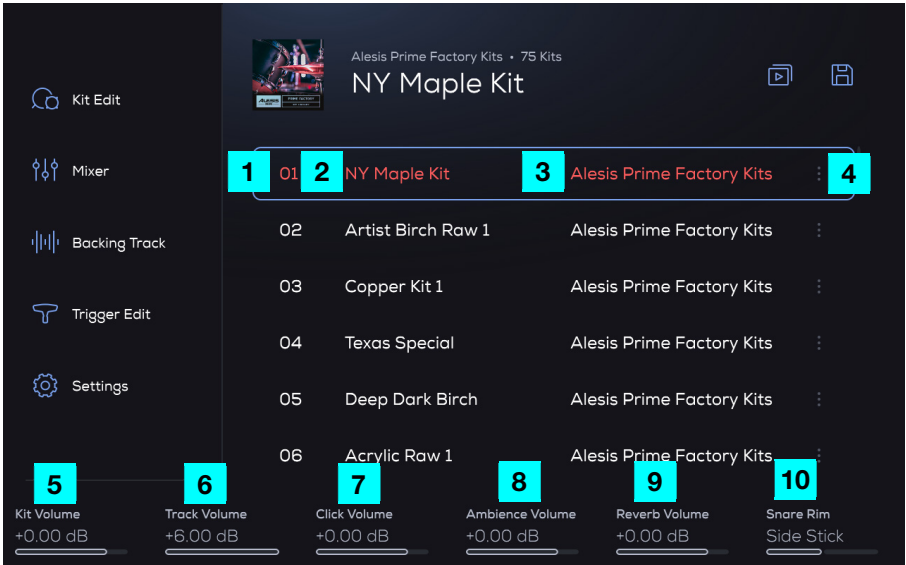 Kit Edit
Mixer
Backing Track
Trigger Edit
Settings
ALESIS
Alesis Prime Factory Kits • 75 Kits
NY Maple Kit
1 01 2 NY Maple Kit 3 Alesis Prime Factory Kits 4
02 Artist Birch Raw 1 Alesis Prime Factory Kits
03 Copper Kit 1 Alesis Prime Factory Kits
04 Texas Special Alesis Prime Factory Kits
05 Deep Dark Birch Alesis Prime Factory Kits
06 Acrylic Raw 1 Alesis Prime Factory Kits
5 6 7 8 9 10
Kit Volume Track Volume Click Volume Ambience Volume Reverb Volume Snare Rim
+0.00 dB +6.00 dB +0.00 dB +0.00 dB +0.00 dB Side Stick